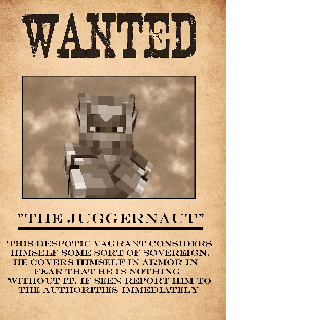 WANTED
"THE JUGGERNAUT"
THIS DESPOTIC VAGRANT CONSIDERS
HIMSELF SOME SORT OF SOVEREIGN.
HE COVERS HIMSELF IN ARMOR IN
FEAR THAT HE IS NOTHING
WITHOUT IT. IF SEEN REPORT HIM TO
THE AUTHORITIES IMMEDIATELY